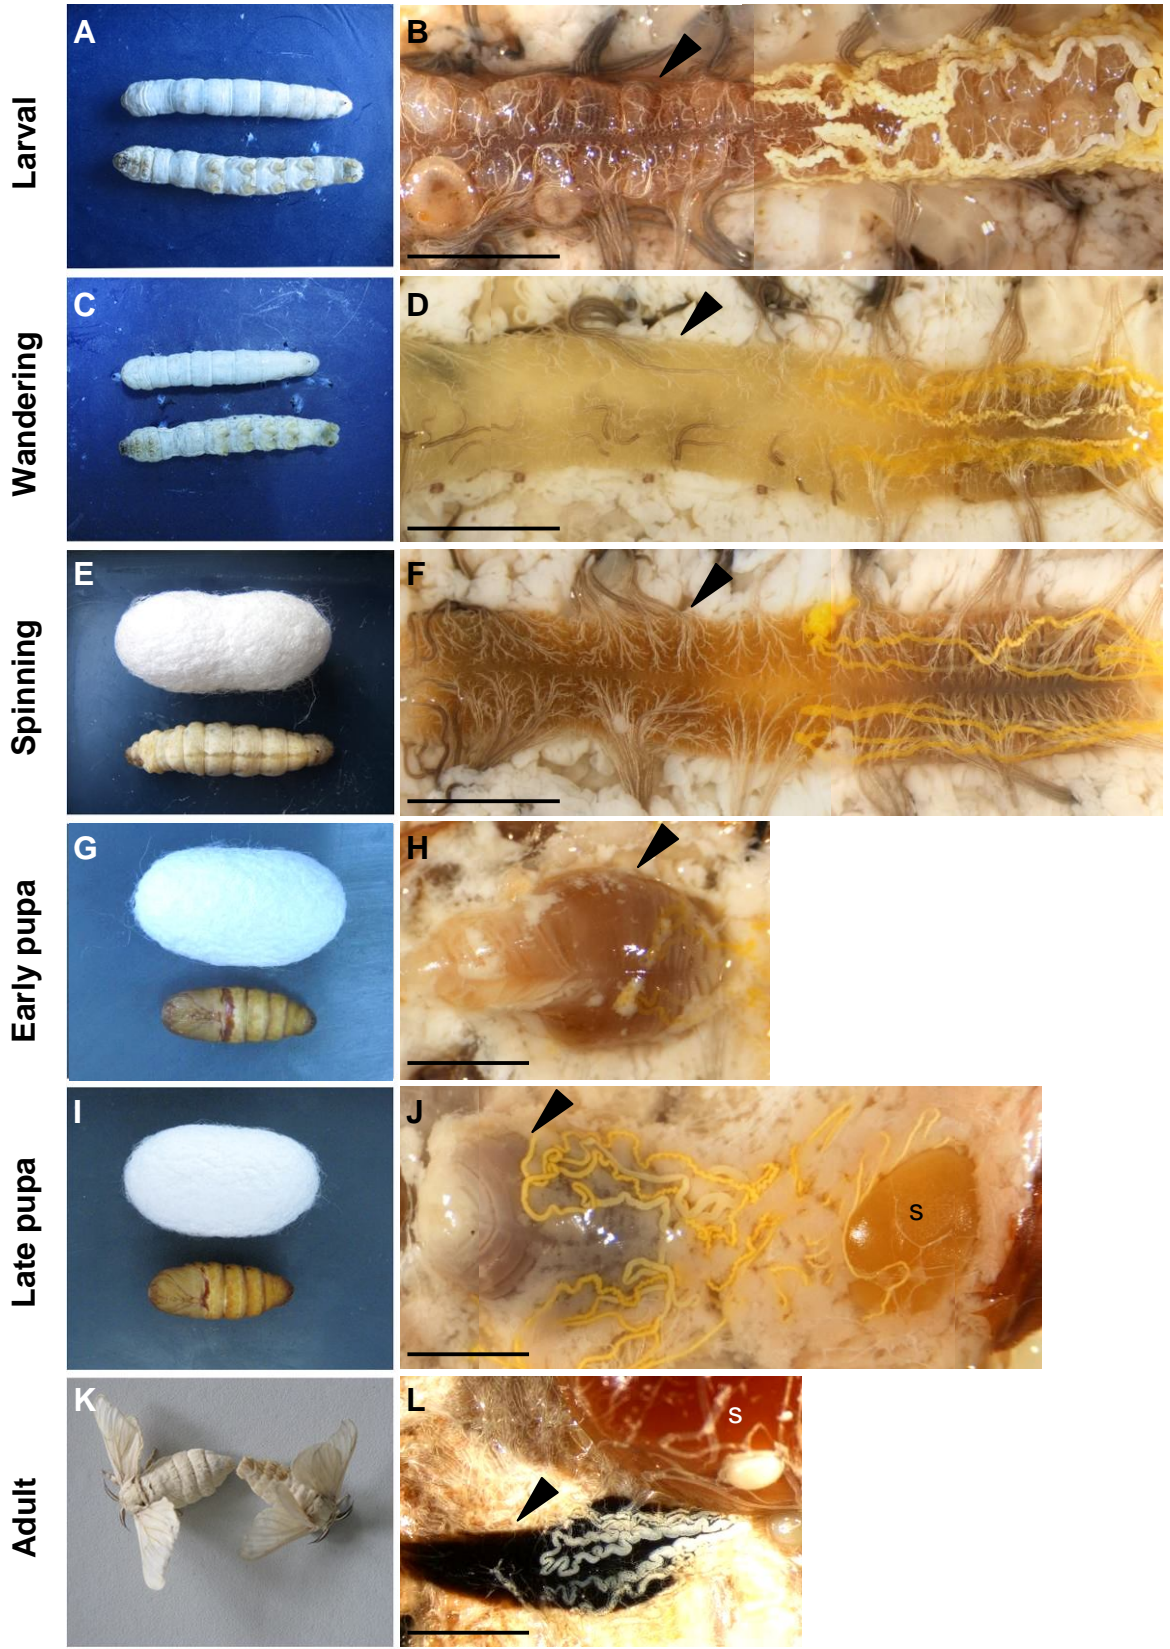 Larval
A
B
Wandering
C
D
Spinning
E
F
Early pupa
G
H
Late pupa
I
J
S
Adult
K
L
S